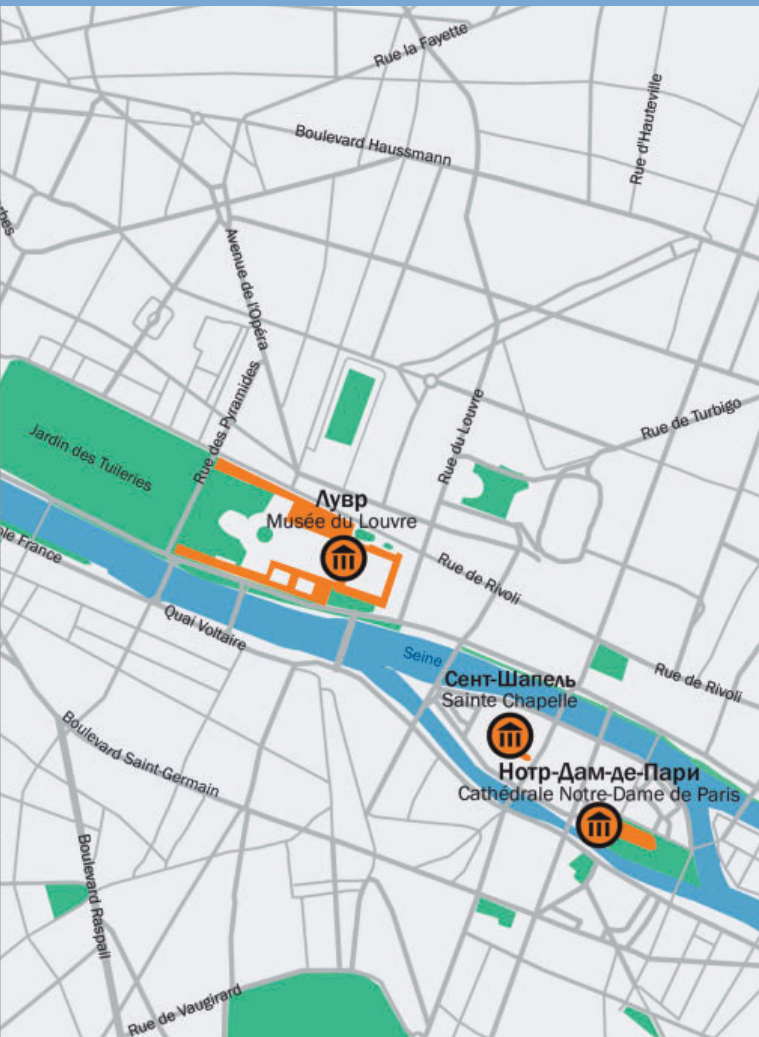 Rue la Fayette
Boulevard Haussmann
Rue d'Hauteville
Avenue de l'Opéra
Rue des Pyramides
Jardin des Tuileries
Rue du Louvre
Rue de Turbigo
Лувр
Musée du Louvre
Rue de Rivoli
France
Quai Voltaire
Seine
Rue de Rivoli
Сент-Шапель
Sainte Chapelle
Нотр-Дам-де-Пари
Cathédrale Notre-Dame de Paris
Boulevard Saint-Germain
Boulevard Raspail
Rue de Vaugirard